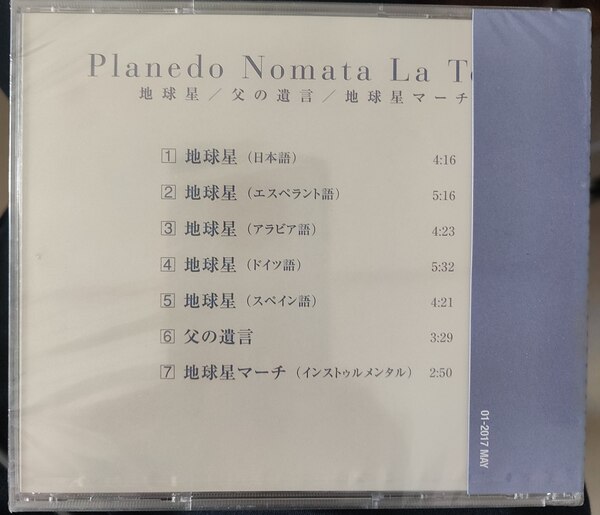 Planedo Nomata La
地球星／父の遺言／地球星マーチ
1 地球星（日本語） 4:16
2 地球星（エスペラント語） 5:16
3 地球星（アラビア語） 4:23
4 地球星（ドイツ語） 5:32
5 地球星（スペイン語） 4:21
6 父の遺言 3:29
7 地球星マーチ（インストゥルメンタル） 2:50
01-2017 MAY